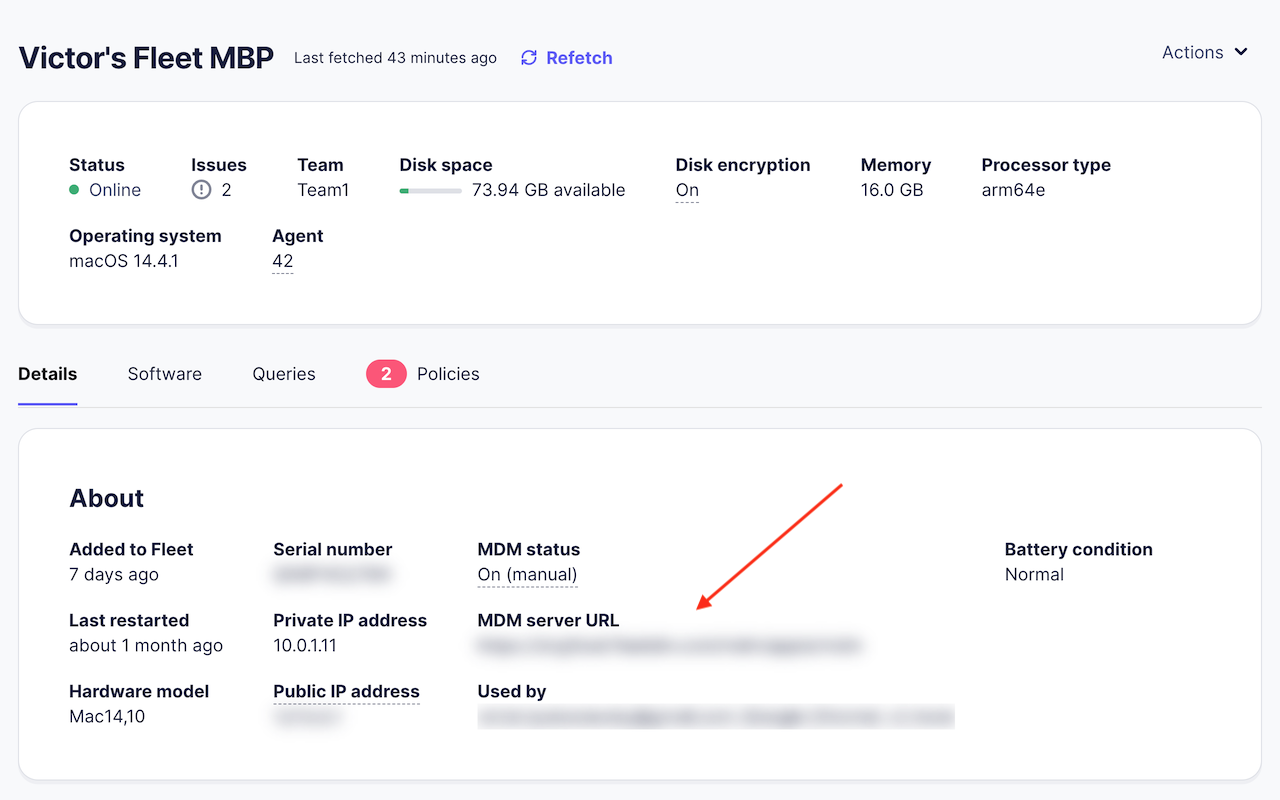 Victor's Fleet MBP Last fetched 43 minutes ago Refetch Actions
Status Issues Team Disk space Disk encryption Memory Processor type
Online 2 Team1 73.94 GB available On 16.0 GB arm64e
Operating system Agent
macOS 14.4.1 42
Details Software Queries 2 Policies
About
Added to Fleet Serial number MDM status Battery condition
7 days ago On (manual) Normal
Last restarted Private IP address MDM server URL
about 1 month ago 10.0.1.11
Hardware model Public IP address Used by
Mac14,10